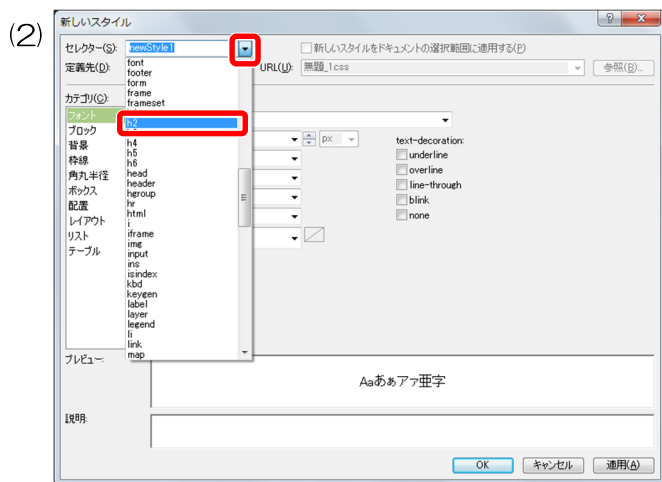 (2)
新しいスタイル
セレクター(S): newStyle1
新しいスタイルをドキュメントの選択範囲に適用する(P)
定義先(D):
URL(U): 無題_1.css
参照(B)...
カテゴリ(C):
フォント
ブロック
背景
枠線
角丸半径
ボックス
配置
レイアウト
リスト
テーブル
font
footer
form
frame
frameset
h2
h4
h5
h6
head
header
hgroup
hr
html
i
iframe
img
input
ins
isindex
kbd
keygen
label
layer
legend
li
link
map
px
text-decoration:
underline
overline
line-through
blink
none
プレビュー:
Aaあぁアァ亜宇
説明:
OK
キャンセル
適用(A)